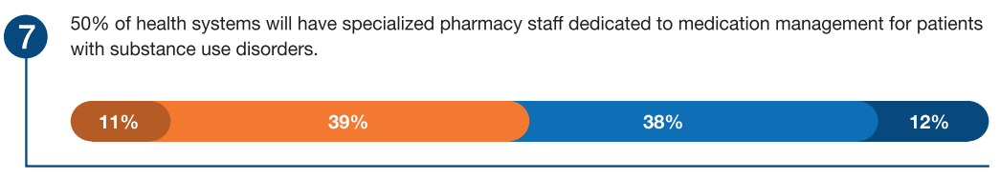 7
50% of health systems will have specialized pharmacy staff dedicated to medication management for patients
with substance use disorders.
11% 39% 38% 12%